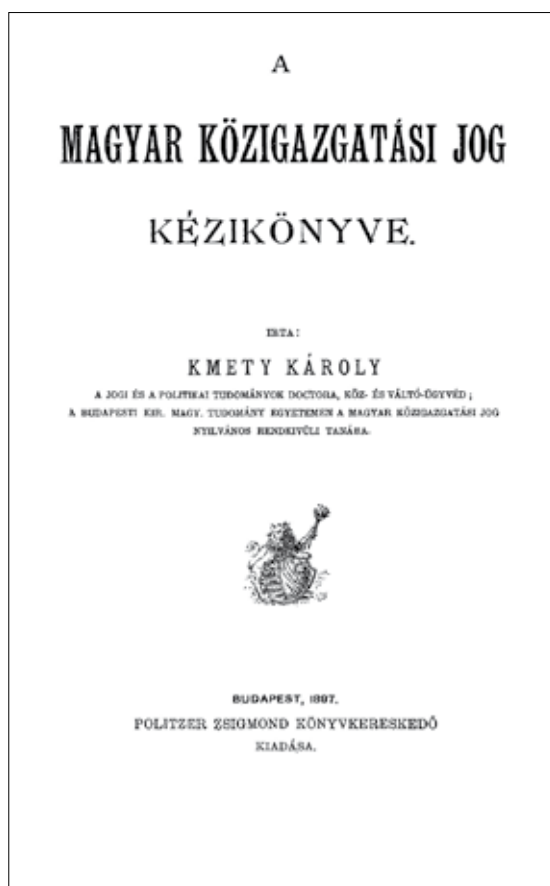 A
MAGYAR KÖZIGAZGATÁSI JOG
KÉZIKÖNYVE.
IRTA:
KMETY KÁROLY
A JOGI ÉS A POLITIKAI TUDOMÁNYOK DOCTORA, KÖZ- ÉS VÁLTÓ-ÜGYVÉD;
A BUDAPESTI KIR. MAGY. TUDOMÁNY EGYETEMEN A MAGYAR KÖZIGAZGATÁSI JOG
NYILVÁNOS RENDKIVÜLI TANÁRA.
BUDAPEST, 1897.
POLITZER ZSIGMOND KÖNYVKERESKEDŐ
KIADÁSA.